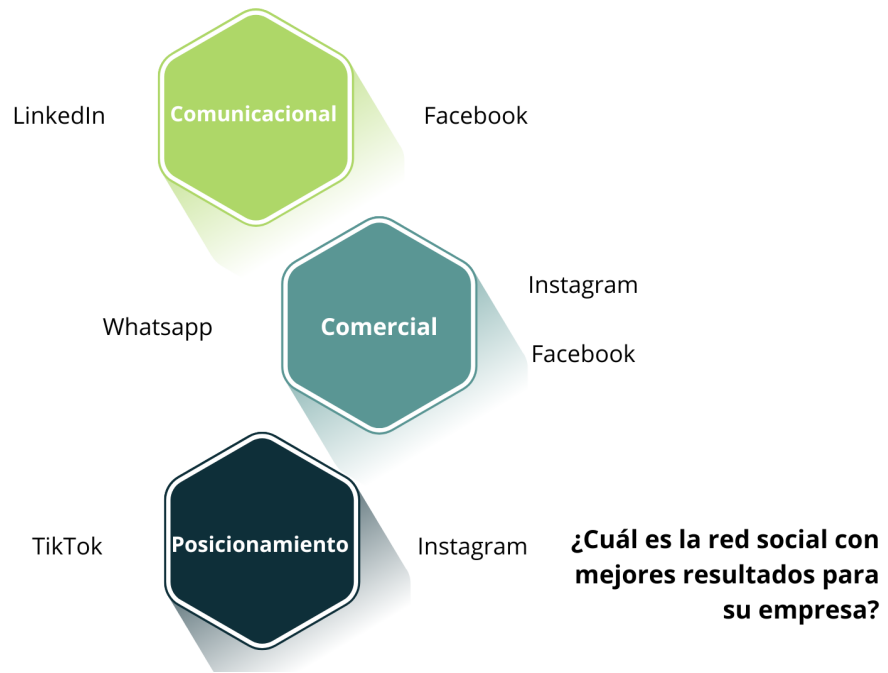 LinkedIn
Comunicacional
Facebook
Instagram
Whatsapp
Comercial
Facebook
TikTok
Posicionamiento
Instagram
¿Cuál es la red social con
mejores resultados para
su empresa?